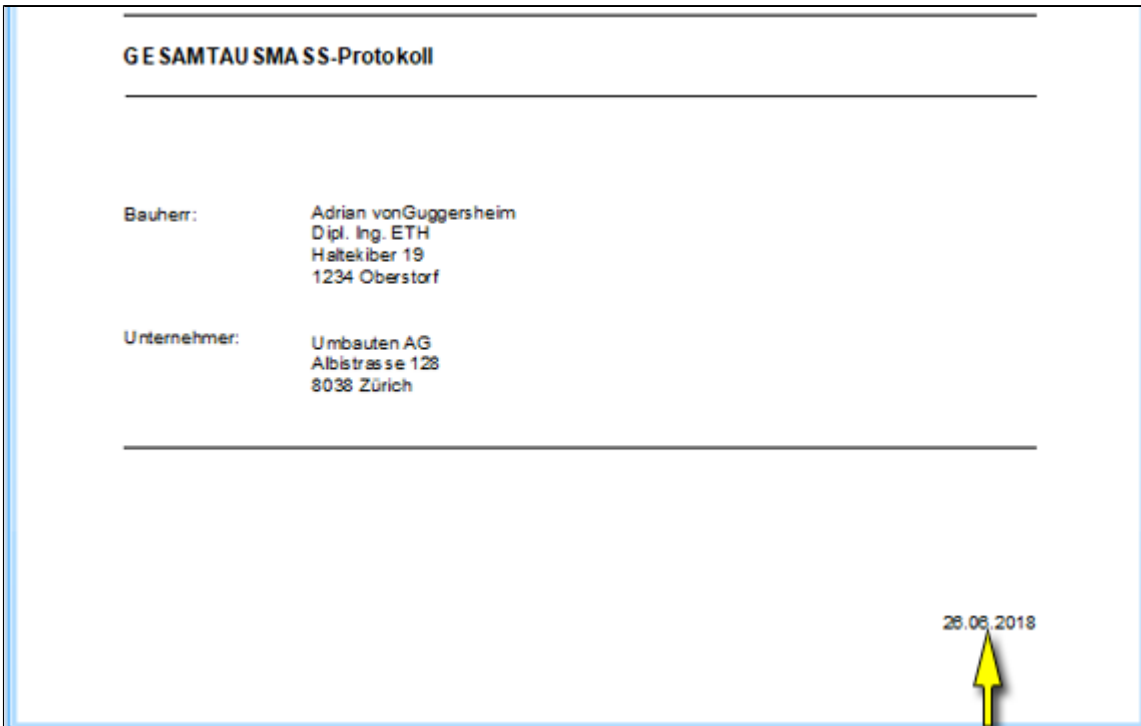 GESAMTAUSMASS-Protokoll
Bauherr:
Adrian vonGuggersheim
Dipl. Ing. ETH
Haltekiber 19
1234 Oberstorf
Unternehmer:
Umbauten AG
Albistrasse 128
8038 Zürich
26.06.2018